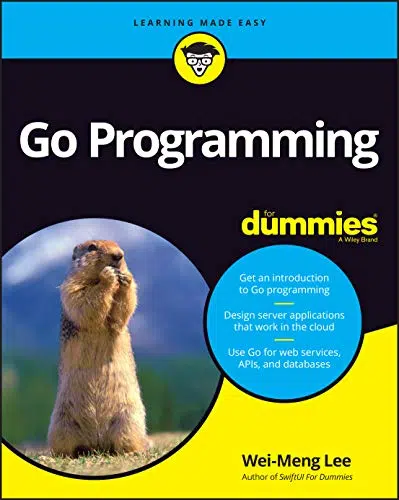 LEARNING MADE EASY
Go Programming
for
dummies®
A Wiley Brand
Get an introduction
to Go programming
Design server applications
that work in the cloud
Use Go for web services,
APIs, and databases
Wei-Meng Lee
Author of SwiftUI For Dummies